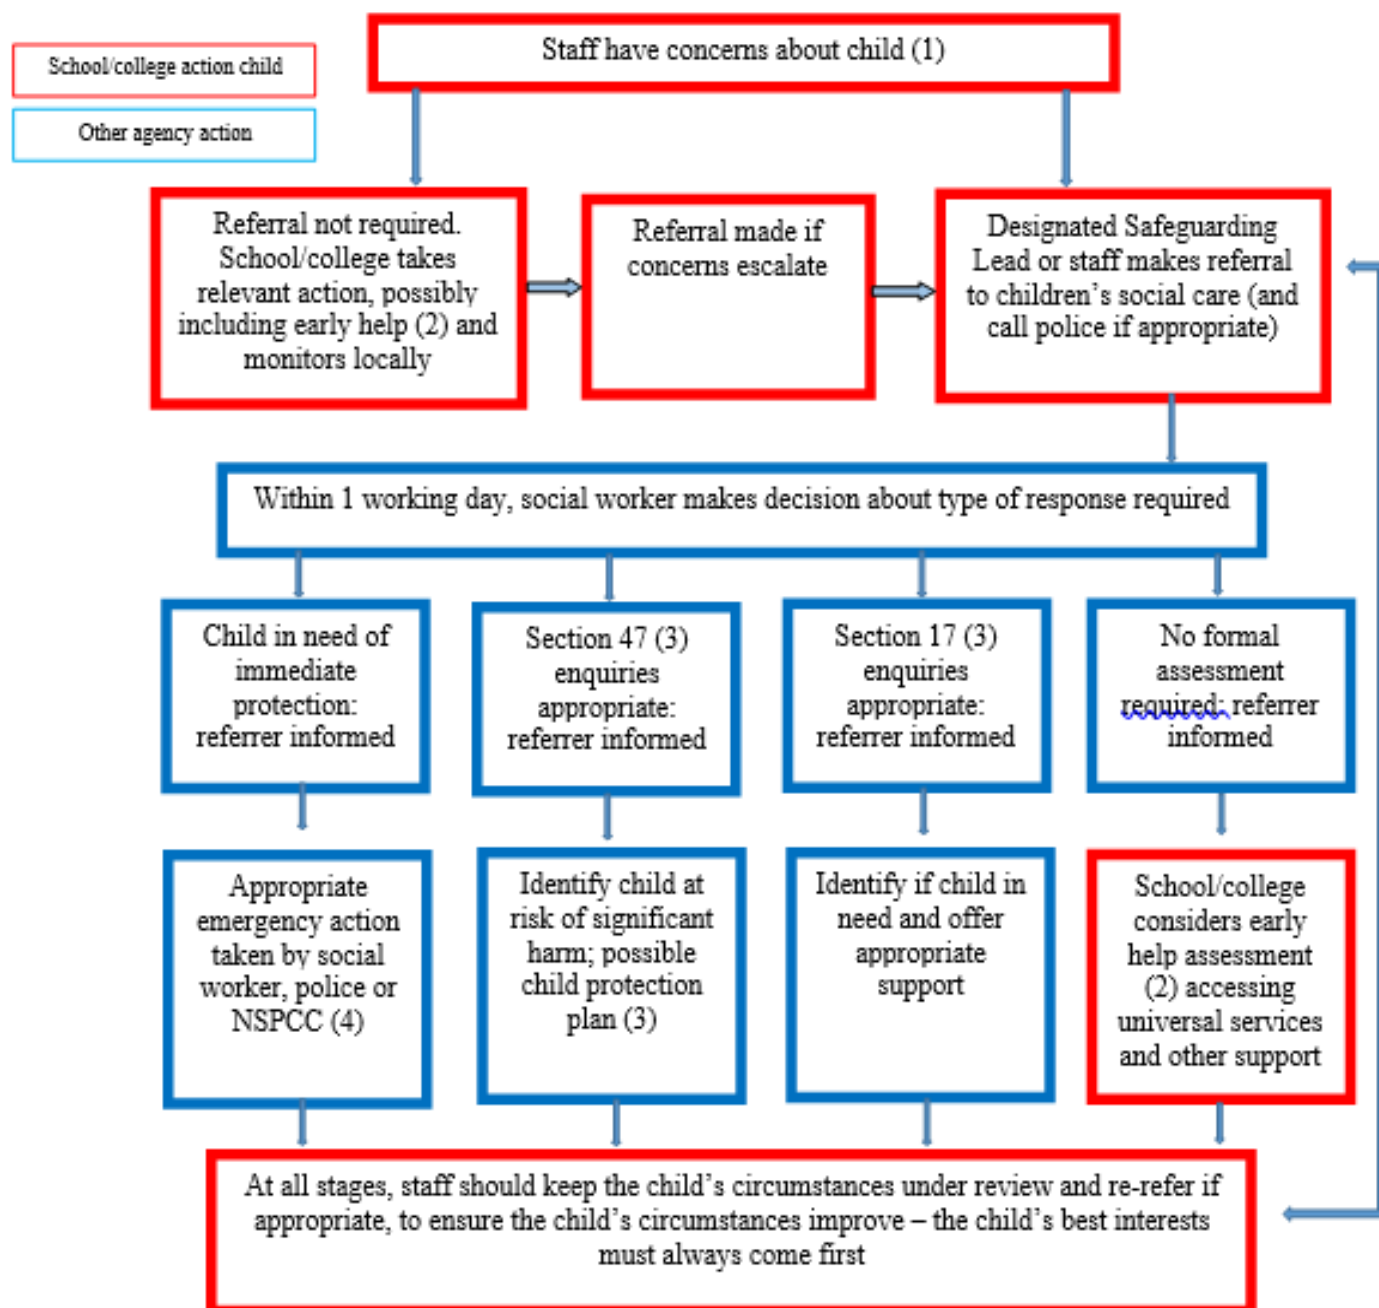 Staff have concerns about child (1)
School/college action child
Other agency action
Referral not required.
School/college takes
relevant action, possibly
including early help (2) and
monitors locally
Referral made if
concerns escalate
Designated Safeguarding
Lead or staff makes referral
to children’s social care (and
call police if appropriate)
Within 1 working day, social worker makes decision about type of response required
Child in need of
immediate
protection:
referrer informed
Section 47 (3)
enquiries
appropriate:
referrer informed
Section 17 (3)
enquiries
appropriate:
referrer informed
No formal
assessment
required: referrer
informed
Appropriate
emergency action
taken by social
worker, police or
NSPCC (4)
Identify child at
risk of significant
harm; possible
child protection
plan (3)
Identify if child in
need and offer
appropriate
support
School/college
considers early
help assessment
(2) accessing
universal services
and other support
At all stages, staff should keep the child’s circumstances under review and re-refer if
appropriate, to ensure the child’s circumstances improve – the child’s best interests
must always come first